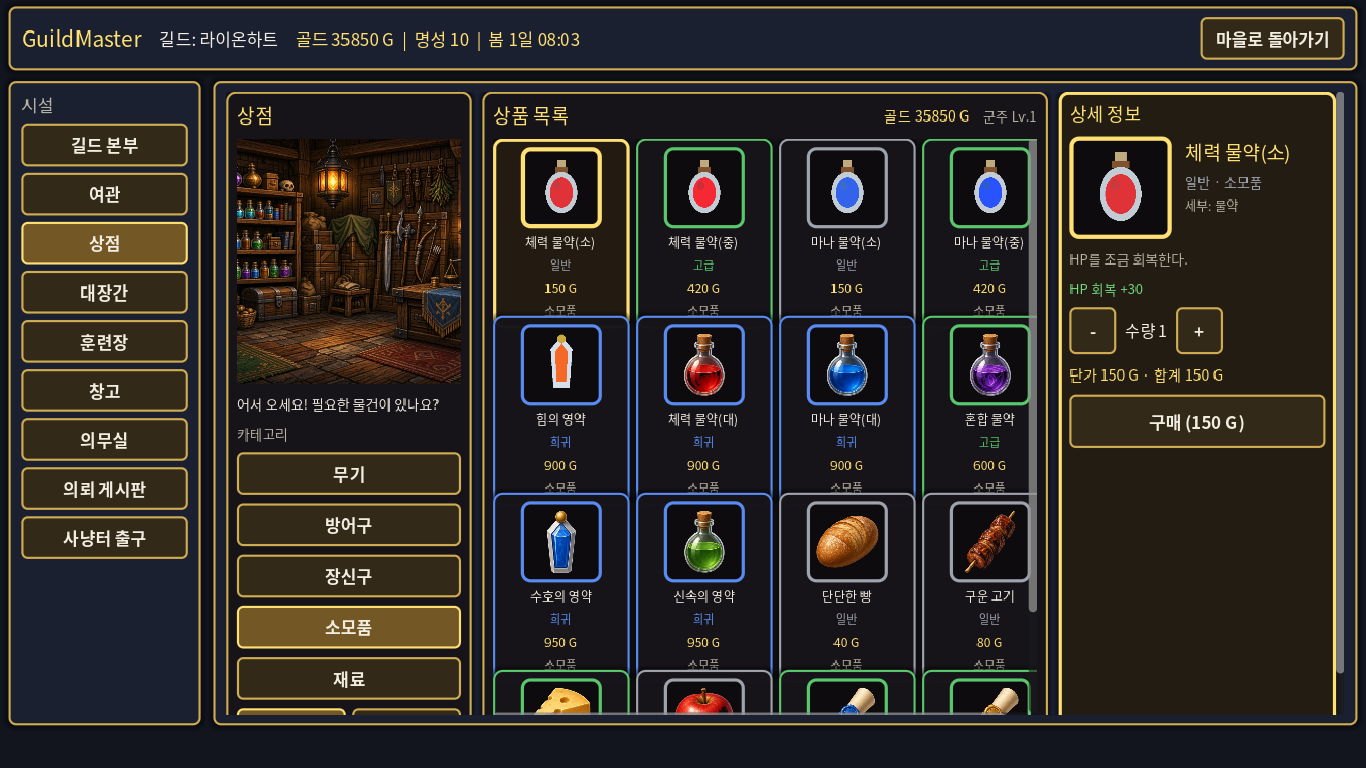 GuildMaster 길드: 라이온하트 골드 35850 G | 명성 10 | 봄 1일 08:03
마을로 돌아가기
시설
길드 본부
여관
상점
대장간
훈련장
창고
의무실
의뢰 게시판
사냥터 출구
상점
어서 오세요! 필요한 물건이 있나요?
카테고리
무기
방어구
장신구
소모품
재료
상품 목록 골드 35850 G 군주 Lv.1
체력 물약(소) 체력 물약(중) 마나 물약(소) 마나 물약(중)
일반 고급 일반 고급
150 G 420 G 150 G 420 G
소모품 소모품 소모품 소모품
힘의 영약 체력 물약(대) 마나 물약(대) 혼합 물약
희귀 희귀 희귀 고급
900 G 900 G 900 G 600 G
소모품 소모품 소모품 소모품
수호의 영약 신속의 영약 단단한 빵 구운 고기
희귀 희귀 일반 일반
950 G 950 G 40 G 80 G
소모품 소모품 소모품 소모품
상세 정보
체력 물약(소)
일반 · 소모품
세부: 물약
HP를 조금 회복한다.
HP 회복 +30
- 수량 1 +
단가 150 G · 합계 150 G
구매 (150 G)